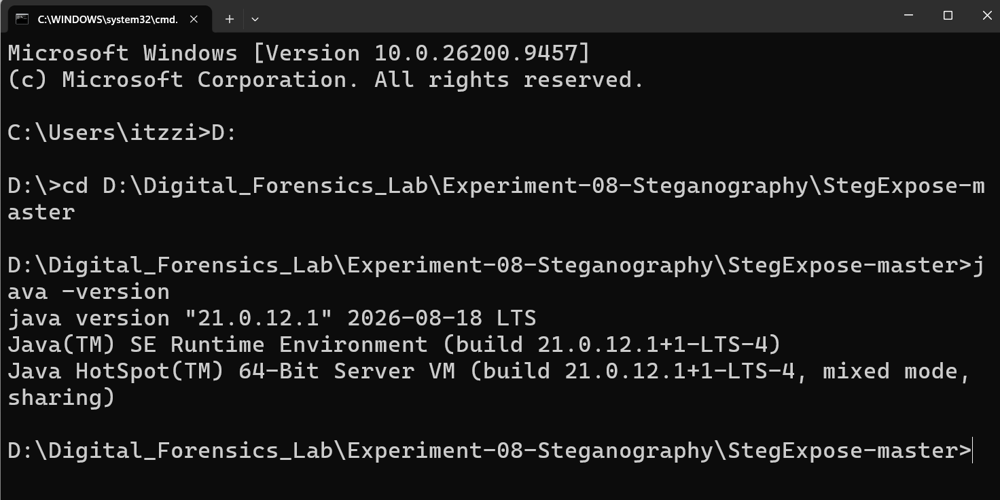 C:\WINDOWS\system32\cmd.
Microsoft Windows [Version 10.0.26200.9457]
(c) Microsoft Corporation. All rights reserved.
C:\Users\itzzi>D:
D:\>cd D:\Digital_Forensics_Lab\Experiment-08-Steganography\StegExpose-m
aster
D:\Digital_Forensics_Lab\Experiment-08-Steganography\StegExpose-master>j
ava -version
java version "21.0.12.1" 2026-08-18 LTS
Java(TM) SE Runtime Environment (build 21.0.12.1+1-LTS-4)
Java HotSpot(TM) 64-Bit Server VM (build 21.0.12.1+1-LTS-4, mixed mode,
sharing)
D:\Digital_Forensics_Lab\Experiment-08-Steganography\StegExpose-master>